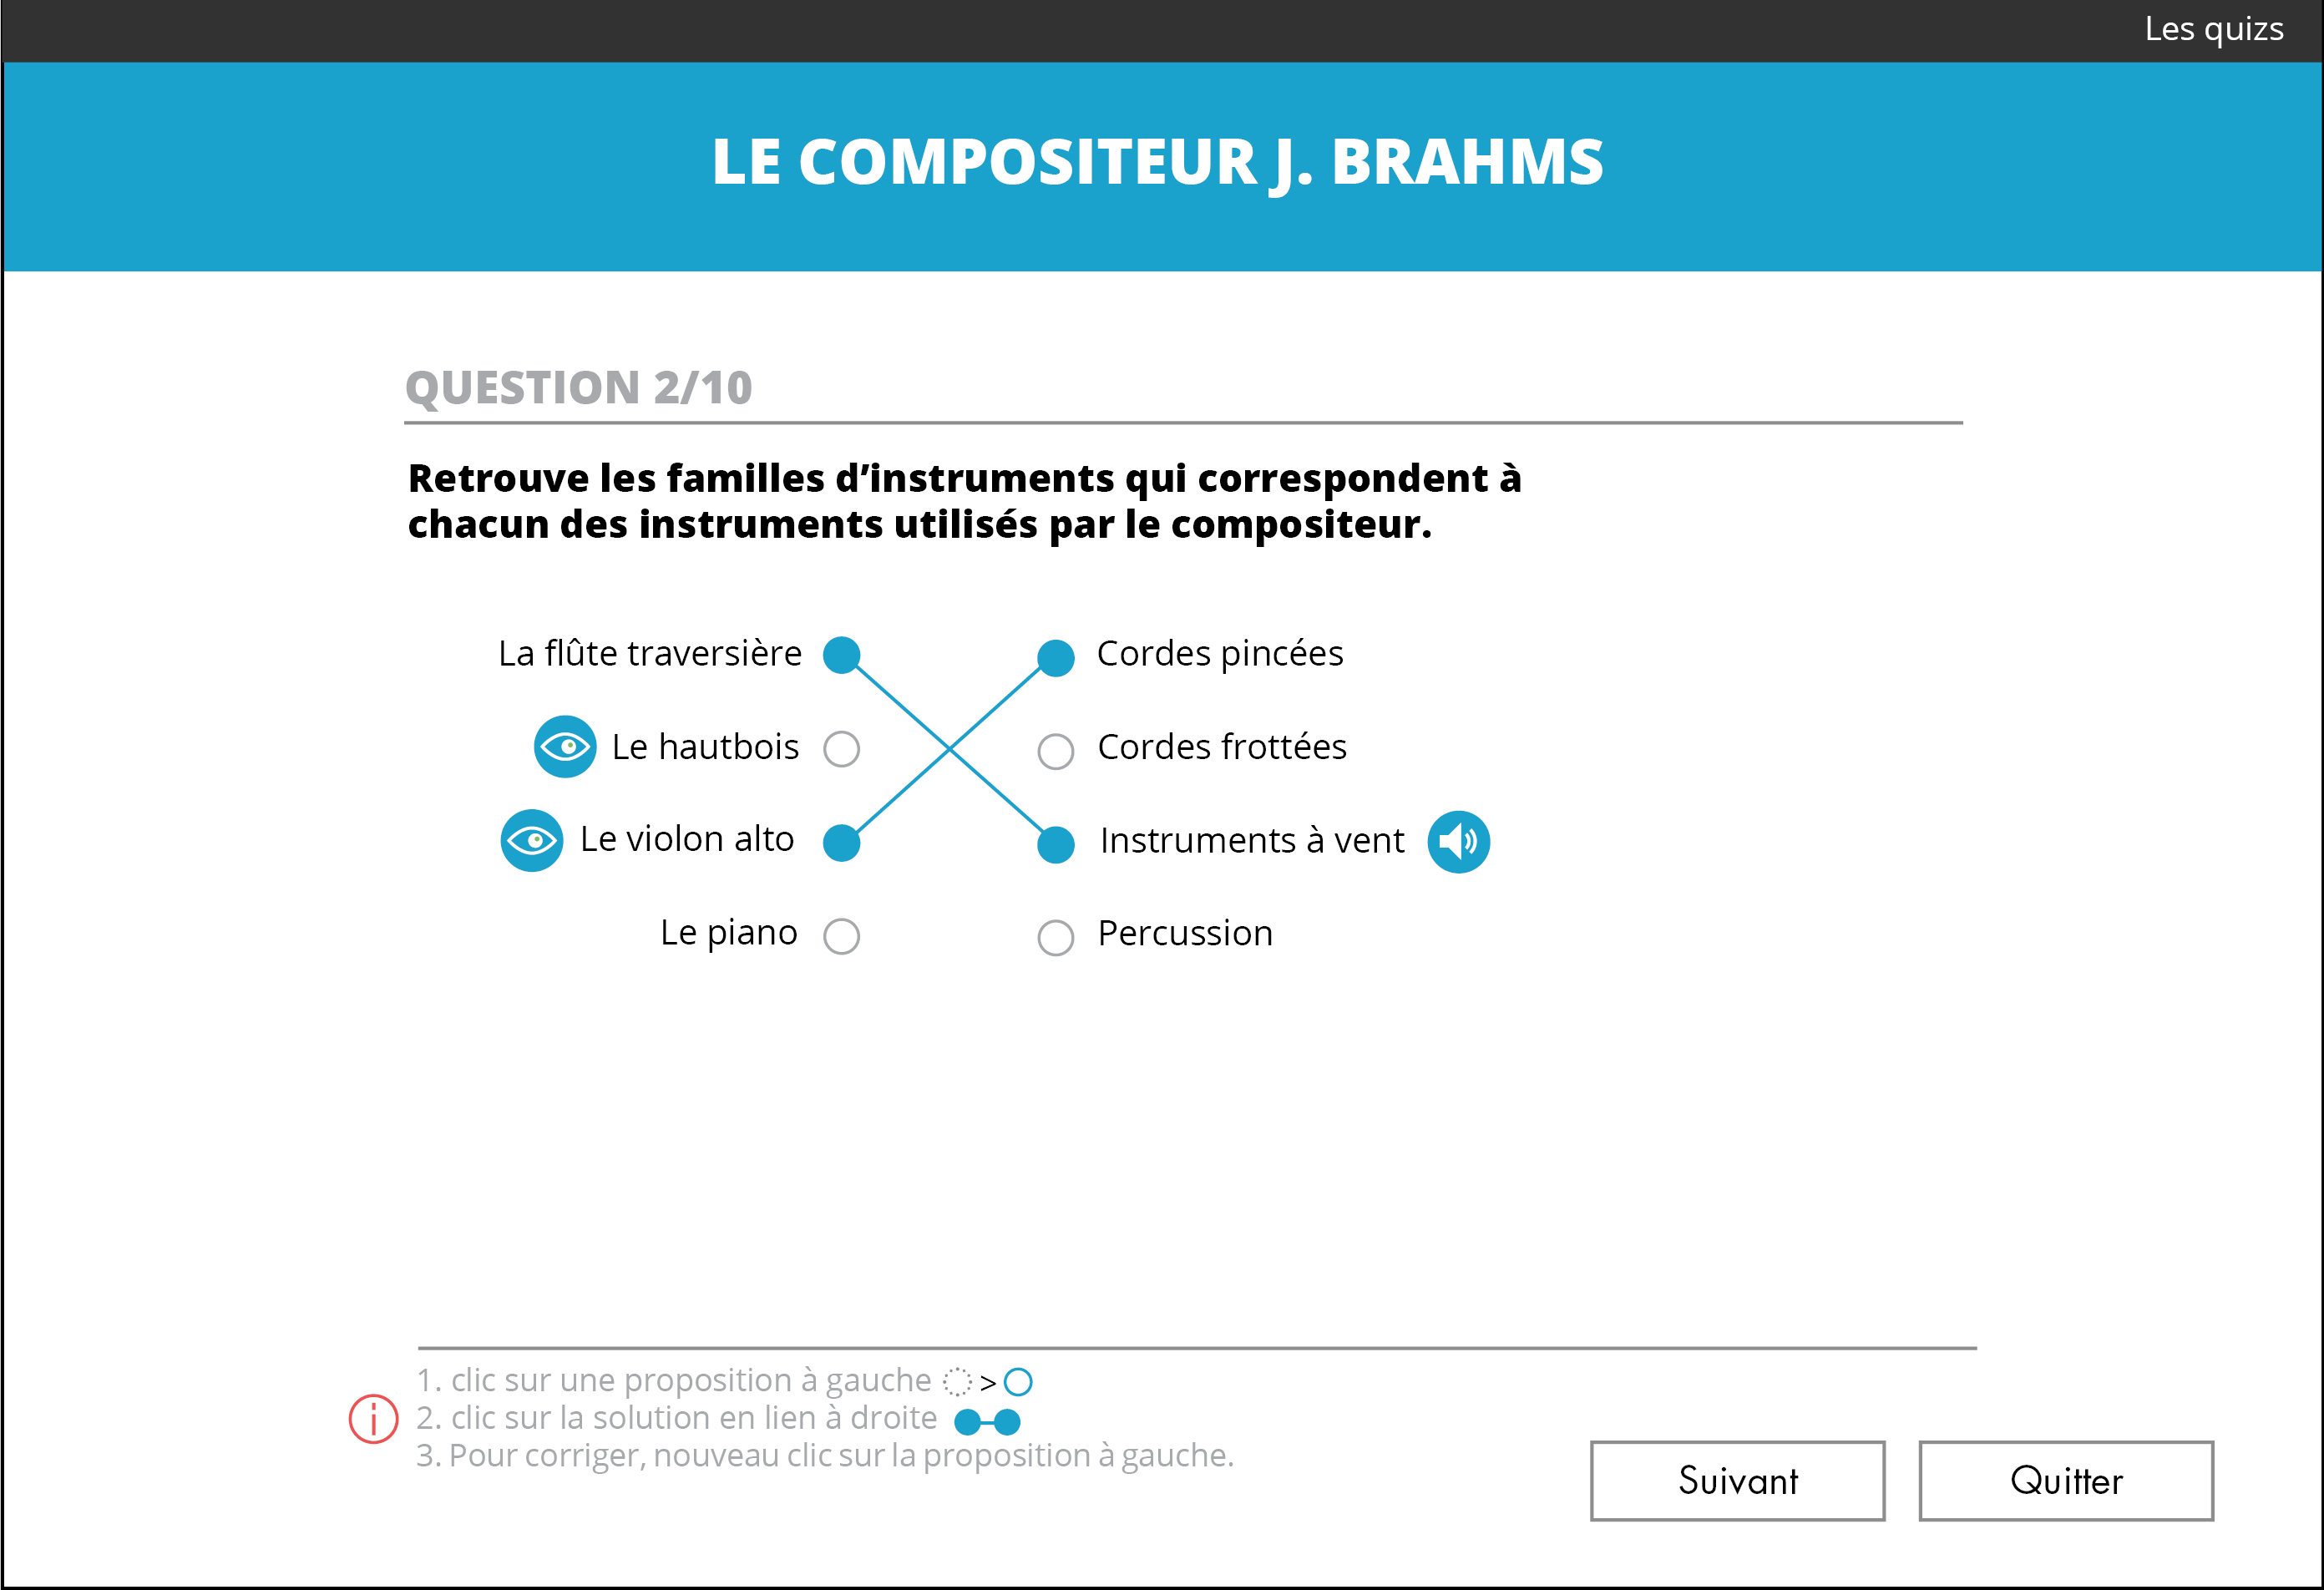 Les quizs
LE COMPOSITEUR J. BRAHMS
QUESTION 2/10
Retrouve les familles d’instruments qui correspondent à
chacun des instruments utilisés par le compositeur.
La flûte traversière
Cordes pincées
Le hautbois
Cordes frottées
Le violon alto
Instruments à vent
Le piano
Percussion
1. clic sur une proposition à gauche >
2. clic sur la solution en lien à droite
3. Pour corriger, nouveau clic sur la proposition à gauche.
Suivant
Quitter